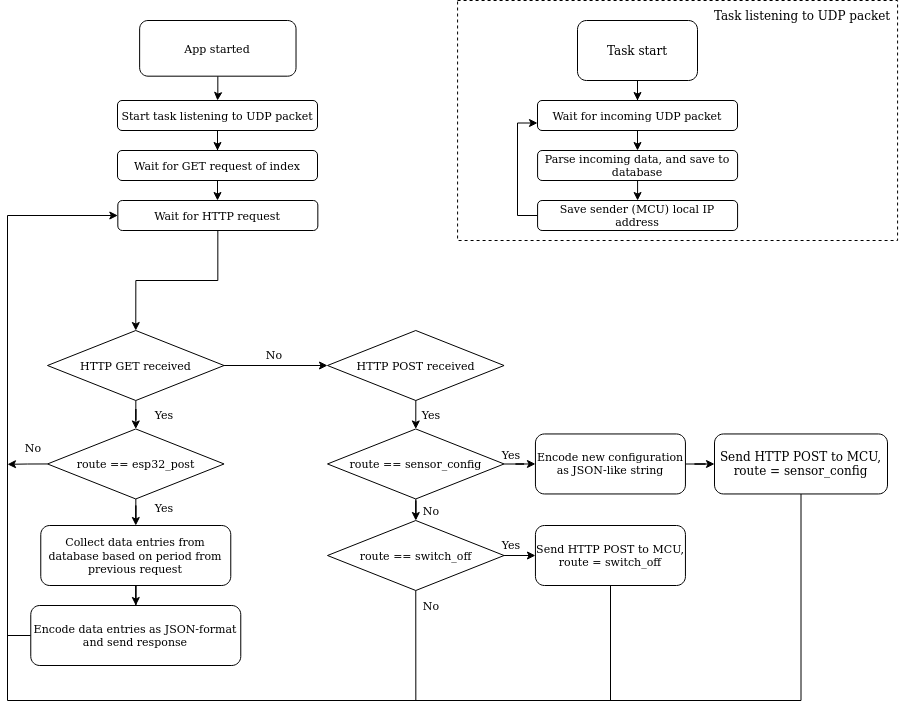 Task listening to UDP packet
App started
Task start
Start task listening to UDP packet
Wait for incoming UDP packet
Wait for GET request of index
Parse incoming data, and save to
database
Wait for HTTP request
Save sender (MCU) local IP
address
HTTP GET received
No
HTTP POST received
Yes
Yes
No
route == esp32_post
route == sensor_config
Yes
Encode new configuration
as JSON-like string
Send HTTP POST to MCU,
route = sensor_config
Yes
No
Collect data entries from
database based on period from
previous request
route == switch_off
Yes
Send HTTP POST to MCU,
route = switch_off
No
Encode data entries as JSON-format
and send response